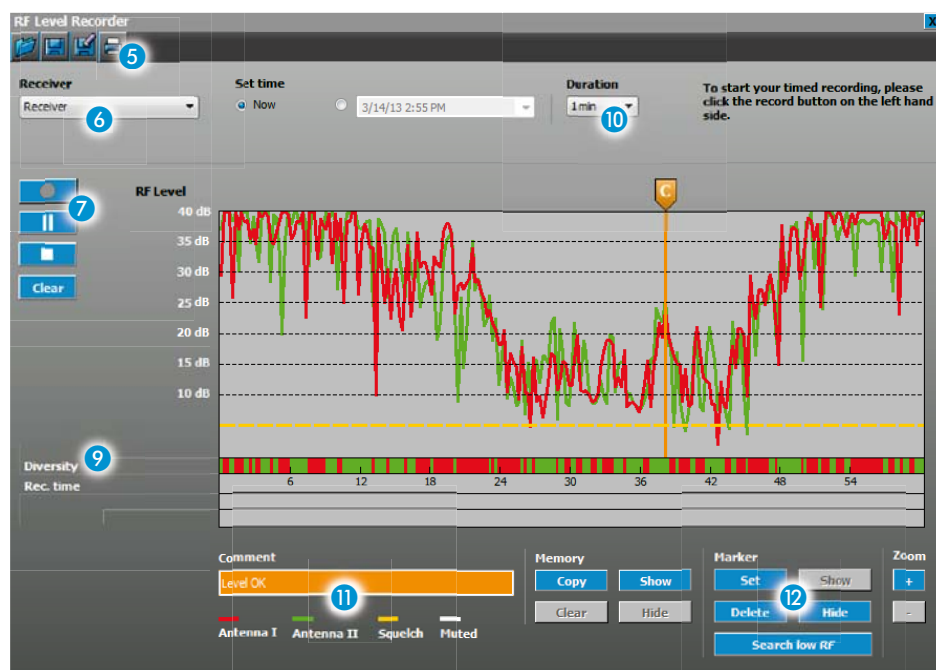 RF Level Recorder
X
5
Receiver
Set time
Duration
Receiver
Now
3/14/13 2:55 PM
1min
To start your timed recording, please
click the record button on the left hand
side.
6
10
7
Clear
RF Level
C
40 dB
35 dB
30 dB
25 dB
20 dB
15 dB
10 dB
Diversity
9
Rec. time
6 12 18 24 30 36 42 48 54
Comment
Level OK
11
Antenna I Antenna II Squelch Muted
Memory
Copy Show
Clear Hide
Marker
Set Show
12
Delete Hide
Search low RF
Zoom
+
-